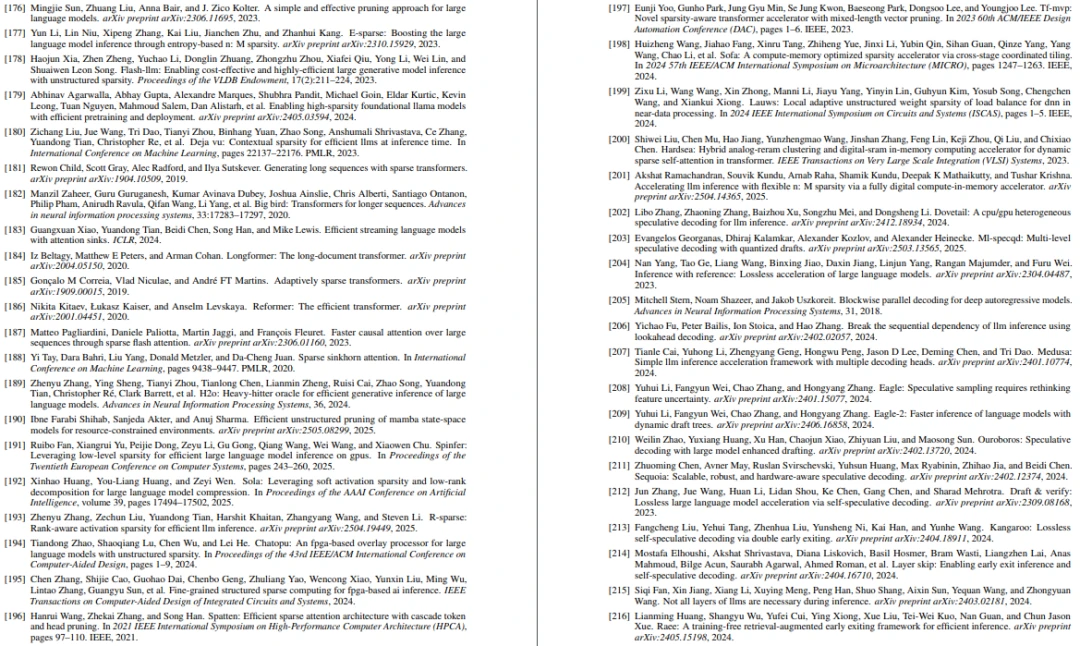 [176] Mingjie Sun, Zhuang Liu, Anna Bair, and J. Zico Kolter. A simple and effective pruning approach for large
language models. arXiv preprint arXiv:2306.11695, 2023.
[177] Yun Li, Lin Niu, Xipeng Zhang, Kai Liu, Jianchen Zhu, and Zhanhui Kang. E-sparse: Boosting the large
language model inference through entropy-based n: M sparsity. arXiv preprint arXiv:2310.15929, 2023.
[178] Haojun Xia, Zhen Zheng, Yuchao Li, Donglin Zhuang, Zhongzhu Zhou, Xiafei Qiu, Yong Li, Wei Lin, and
Shuaiwen Leon Song. Flash-llm: Enabling cost-effective and highly-efficient large generative model inference
with unstructured sparsity. Proceedings of the VLDB Endowment, 17(2):211–224, 2023.
[179] Abhinav Agarwalla, Abhay Gupta, Alexandre Marques, Shubhra Pandit, Michael Goin, Eldar Kurtic, Kevin
Leong, Tuan Nguyen, Mahmoud Salem, Dan Alistarh, et al. Enabling high-sparsity foundational llama models
with efficient pretraining and deployment. arXiv preprint arXiv:2405.03594, 2024.
[180] Zichang Liu, Jue Wang, Tri Dao, Tianyi Zhou, Binhang Yuan, Zhao Song, Anshumali Shrivastava, Ce Zhang,
Yuandong Tian, Christopher Re, et al. Deja vu: Contextual sparsity for efficient llms at inference time. In
International Conference on Machine Learning, pages 22137–22176. PMLR, 2023.
[181] Rewon Child, Scott Gray, Alec Radford, and Ilya Sutskever. Generating long sequences with sparse transformers.
arXiv preprint arXiv:1904.10509, 2019.
[182] Manzil Zaheer, Guru Guruganesh, Kumar Avinava Dubey, Joshua Ainslie, Chris Alberti, Santiago Ontanon,
Philip Pham, Anirudh Ravula, Qifan Wang, Li Yang, et al. Big bird: Transformers for longer sequences. Advances
in neural information processing systems, 33:17283–17297, 2020.
[183] Guangxuan Xiao, Yuandong Tian, Beidi Chen, Song Han, and Mike Lewis. Efficient streaming language models
with attention sinks. ICLR, 2024.
[184] Iz Beltagy, Matthew E Peters, and Arman Cohan. Longformer: The long-document transformer. arXiv preprint
arXiv:2004.05150, 2020.
[185] Gonçalo M Correia, Vlad Niculae, and André FT Martins. Adaptively sparse transformers. arXiv preprint
arXiv:1909.00015, 2019.
[186] Nikita Kitaev, Łukasz Kaiser, and Anselm Levskaya. Reformer: The efficient transformer. arXiv preprint
arXiv:2001.04451, 2020.
[187] Matteo Pagliardini, Daniele Paliotta, Martin Jaggi, and François Fleuret. Faster causal attention over large
sequences through sparse flash attention. arXiv preprint arXiv:2306.01160, 2023.
[188] Yi Tay, Dara Bahri, Liu Yang, Donald Metzler, and Da-Cheng Juan. Sparse sinkhorn attention. In International
Conference on Machine Learning, pages 9438–9447. PMLR, 2020.
[189] Zhenyu Zhang, Ying Sheng, Tianyi Zhou, Tianlong Chen, Lianmin Zheng, Ruisi Cai, Zhao Song, Yuandong
Tian, Christopher Ré, Clark Barrett, et al. H2o: Heavy-hitter oracle for efficient generative inference of large
language models. Advances in Neural Information Processing Systems, 36, 2024.
[190] Ibne Farabi Shihab, Sanjeda Akter, and Anuj Sharma. Efficient unstructured pruning of mamba state-space
models for resource-constrained environments. arXiv preprint arXiv:2505.08299, 2025.
[191] Ruibo Fan, Xiangrui Yu, Peijie Dong, Zeyu Li, Gu Gong, Qiang Wang, Wei Wang, and Xiaowen Chu. Spinfer:
Leveraging low-level sparsity for efficient large language model inference on gpus. In Proceedings of the
Twentieth European Conference on Computer Systems, pages 243–260, 2025.
[192] Xinhao Huang, You-Liang Huang, and Zeyi Wen. Sola: Leveraging soft activation sparsity and low-rank
decomposition for large language model compression. In Proceedings of the AAAI Conference on Artificial
Intelligence, volume 39, pages 17494–17502, 2025.
[193] Zhenyu Zhang, Zechun Liu, Yuandong Tian, Harshit Khaitan, Zhangyang Wang, and Steven Li. R-sparse:
Rank-aware activation sparsity for efficient llm inference. arXiv preprint arXiv:2504.19449, 2025.
[194] Tiandong Zhao, Shaoqiang Lu, Chen Wu, and Lei He. Chatopu: An fpga-based overlay processor for large
language models with unstructured sparsity. In Proceedings of the 43rd IEEE/ACM International Conference on
Computer-Aided Design, pages 1–9, 2024.
[195] Chen Zhang, Shijie Cao, Guohao Dai, Chenbo Geng, Zhuliang Yao, Wencong Xiao, Yunxin Liu, Ming Wu,
Lintao Zhang, Guangyu Sun, et al. Fine-grained structured sparse computing for fpga-based ai inference. IEEE
Transactions on Computer-Aided Design of Integrated Circuits and Systems, 2024.
[196] Hanrui Wang, Zhekai Zhang, and Song Han. Spatten: Efficient sparse attention architecture with cascade token
and head pruning. In 2021 IEEE International Symposium on High-Performance Computer Architecture (HPCA),
pages 97–110. IEEE, 2021.
[197] Eunji Yoo, Gunho Park, Jung Gyu Min, Se Jung Kwon, Baeseong Park, Dongsoo Lee, and Youngjoo Lee. Tf-mvp:
Novel sparsity-aware transformer accelerator with mixed-length vector pruning. In 2023 60th ACM/IEEE Design
Automation Conference (DAC), pages 1–6. IEEE, 2023.
[198] Huizheng Wang, Jiahao Fang, Xinru Tang, Zhiheng Yue, Jinxi Li, Yubin Qin, Sihan Guan, Qinze Yang, Yang
Wang, Chao Li, et al. Sofa: A compute-memory optimized sparsity accelerator via cross-stage coordinated tiling.
In 2024 57th IEEE/ACM International Symposium on Microarchitecture (MICRO), pages 1247–1263. IEEE,
2024.
[199] Zixu Li, Wang Wang, Xin Zhong, Manni Li, Jiayu Yang, Yinyin Lin, Guhyun Kim, Yosub Song, Chengchen
Wang, and Xiankui Xiong. Lauws: Local adaptive unstructured weight sparsity of load balance for dnn in
near-data processing. In 2024 IEEE International Symposium on Circuits and Systems (ISCAS), pages 1–5. IEEE,
2024.
[200] Shiwei Liu, Chen Mu, Hao Jiang, Yunzhengmao Wang, Jinshan Zhang, Feng Lin, Keji Zhou, Qi Liu, and Chixiao
Chen. Hardsea: Hybrid analog-reram clustering and digital-sram in-memory computing accelerator for dynamic
sparse self-attention in transformer. IEEE Transactions on Very Large Scale Integration (VLSI) Systems, 2023.
[201] Akshat Ramachandran, Souvik Kundu, Arnab Raha, Shamik Kundu, Deepak K Mathaikutty, and Tushar Krishna.
Accelerating llm inference with flexible n: M sparsity via a fully digital compute-in-memory accelerator. arXiv
preprint arXiv:2504.14365, 2025.
[202] Libo Zhang, Zhaoning Zhang, Baizhou Xu, Songzhu Mei, and Dongsheng Li. Dovetail: A cpu/gpu heterogeneous
speculative decoding for llm inference. arXiv preprint arXiv:2412.18934, 2024.
[203] Evangelos Georganas, Dhiraj Kalamkar, Alexander Kozlov, and Alexander Heinecke. Ml-specqd: Multi-level
speculative decoding with quantized drafts. arXiv preprint arXiv:2503.13565, 2025.
[204] Nan Yang, Tao Ge, Liang Wang, Binxing Jiao, Daxin Jiang, Linjun Yang, Rangan Majumder, and Furu Wei.
Inference with reference: Lossless acceleration of large language models. arXiv preprint arXiv:2304.04487,
2023.
[205] Mitchell Stern, Noam Shazeer, and Jakob Uszkoreit. Blockwise parallel decoding for deep autoregressive models.
Advances in Neural Information Processing Systems, 31, 2018.
[206] Yichao Fu, Peter Bailis, Ion Stoica, and Hao Zhang. Break the sequential dependency of llm inference using
lookahead decoding. arXiv preprint arXiv:2402.02057, 2024.
[207] Tianle Cai, Yuhong Li, Zhengyang Geng, Hongwu Peng, Jason D Lee, Deming Chen, and Tri Dao. Medusa:
Simple llm inference acceleration framework with multiple decoding heads. arXiv preprint arXiv:2401.10774,
2024.
[208] Yuhui Li, Fangyun Wei, Chao Zhang, and Hongyang Zhang. Eagle: Speculative sampling requires rethinking
feature uncertainty. arXiv preprint arXiv:2401.15077, 2024.
[209] Yuhui Li, Fangyun Wei, Chao Zhang, and Hongyang Zhang. Eagle-2: Faster inference of language models with
dynamic draft trees. arXiv preprint arXiv:2406.16858, 2024.
[210] Weilin Zhao, Yuxiang Huang, Xu Han, Chaojun Xiao, Zhiyuan Liu, and Maosong Sun. Ouroboros: Speculative
decoding with large model enhanced drafting. arXiv preprint arXiv:2402.13720, 2024.
[211] Zhuoming Chen, Avner May, Ruslan Svirschevski, Yuhsun Huang, Max Ryabinin, Zhihao Jia, and Beidi Chen.
Sequoia: Scalable, robust, and hardware-aware speculative decoding. arXiv preprint arXiv:2402.12374, 2024.
[212] Jun Zhang, Jue Wang, Huan Li, Lidan Shou, Ke Chen, Gang Chen, and Sharad Mehrotra. Draft & verify:
Lossless large language model acceleration via self-speculative decoding. arXiv preprint arXiv:2309.08168,
2023.
[213] Fangcheng Liu, Yehui Tang, Zhenhua Liu, Yunsheng Ni, Kai Han, and Yunhe Wang. Kangaroo: Lossless
self-speculative decoding via double early exiting. arXiv preprint arXiv:2404.18911, 2024.
[214] Mostafa Elhoushi, Akshat Shrivastava, Diana Liskovich, Basil Hosmer, Bram Wasti, Liangzhen Lai, Anas
Mahmoud, Bilge Acun, Saurabh Agarwal, Ahmed Roman, et al. Layer skip: Enabling early exit inference and
self-speculative decoding. arXiv preprint arXiv:2404.16710, 2024.
[215] Siqi Fan, Xin Jiang, Xiang Li, Xuying Meng, Peng Han, Shuo Shang, Aixin Sun, Yequan Wang, and Zhongyuan
Wang. Not all layers of llms are necessary during inference. arXiv preprint arXiv:2403.02181, 2024.
[216] Lianming Huang, Shangyu Wu, Yufei Cui, Ying Xiong, Xue Liu, Tei-Wei Kuo, Nan Guan, and Chun Jason
Xue. Raee: A training-free retrieval-augmented early exiting framework for efficient inference. arXiv preprint
arXiv:2405.15198, 2024.